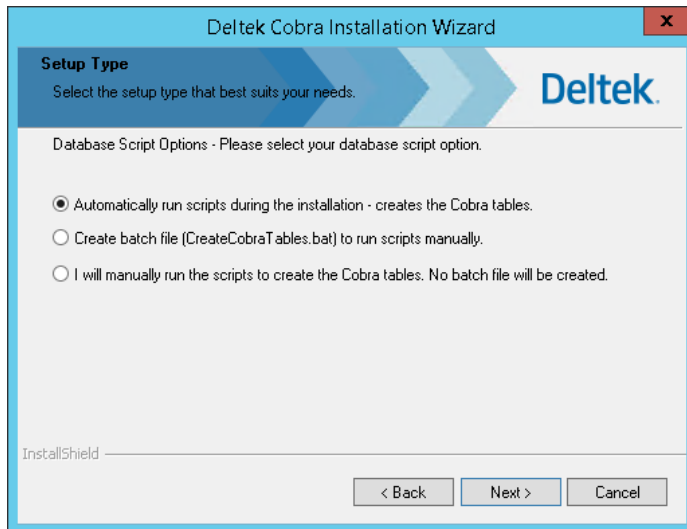 Deltek Cobra Installation Wizard
x
Setup Type
Select the setup type that best suits your needs.
Deltek.
Database Script Options - Please select your database script option.
Automatically run scripts during the installation - creates the Cobra tables.
Create batch file (CreateCobraTables.bat) to run scripts manually.
I will manually run the scripts to create the Cobra tables. No batch file will be created.
InstallShield
< Back
Next >
Cancel